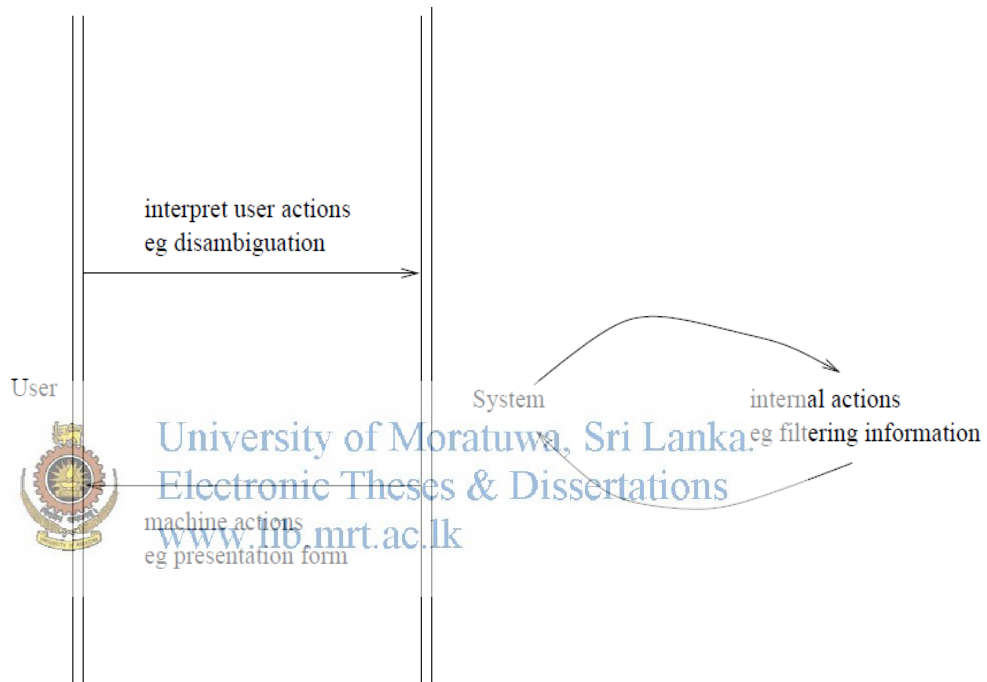 interpret user actions
eg disambiguation
User
System
internal actions
eg filtering information
University of Moratuwa, Sri Lanka.
Electronic Theses & Dissertations
www.lib.mrt.ac.lk
machine actions
eg presentation form